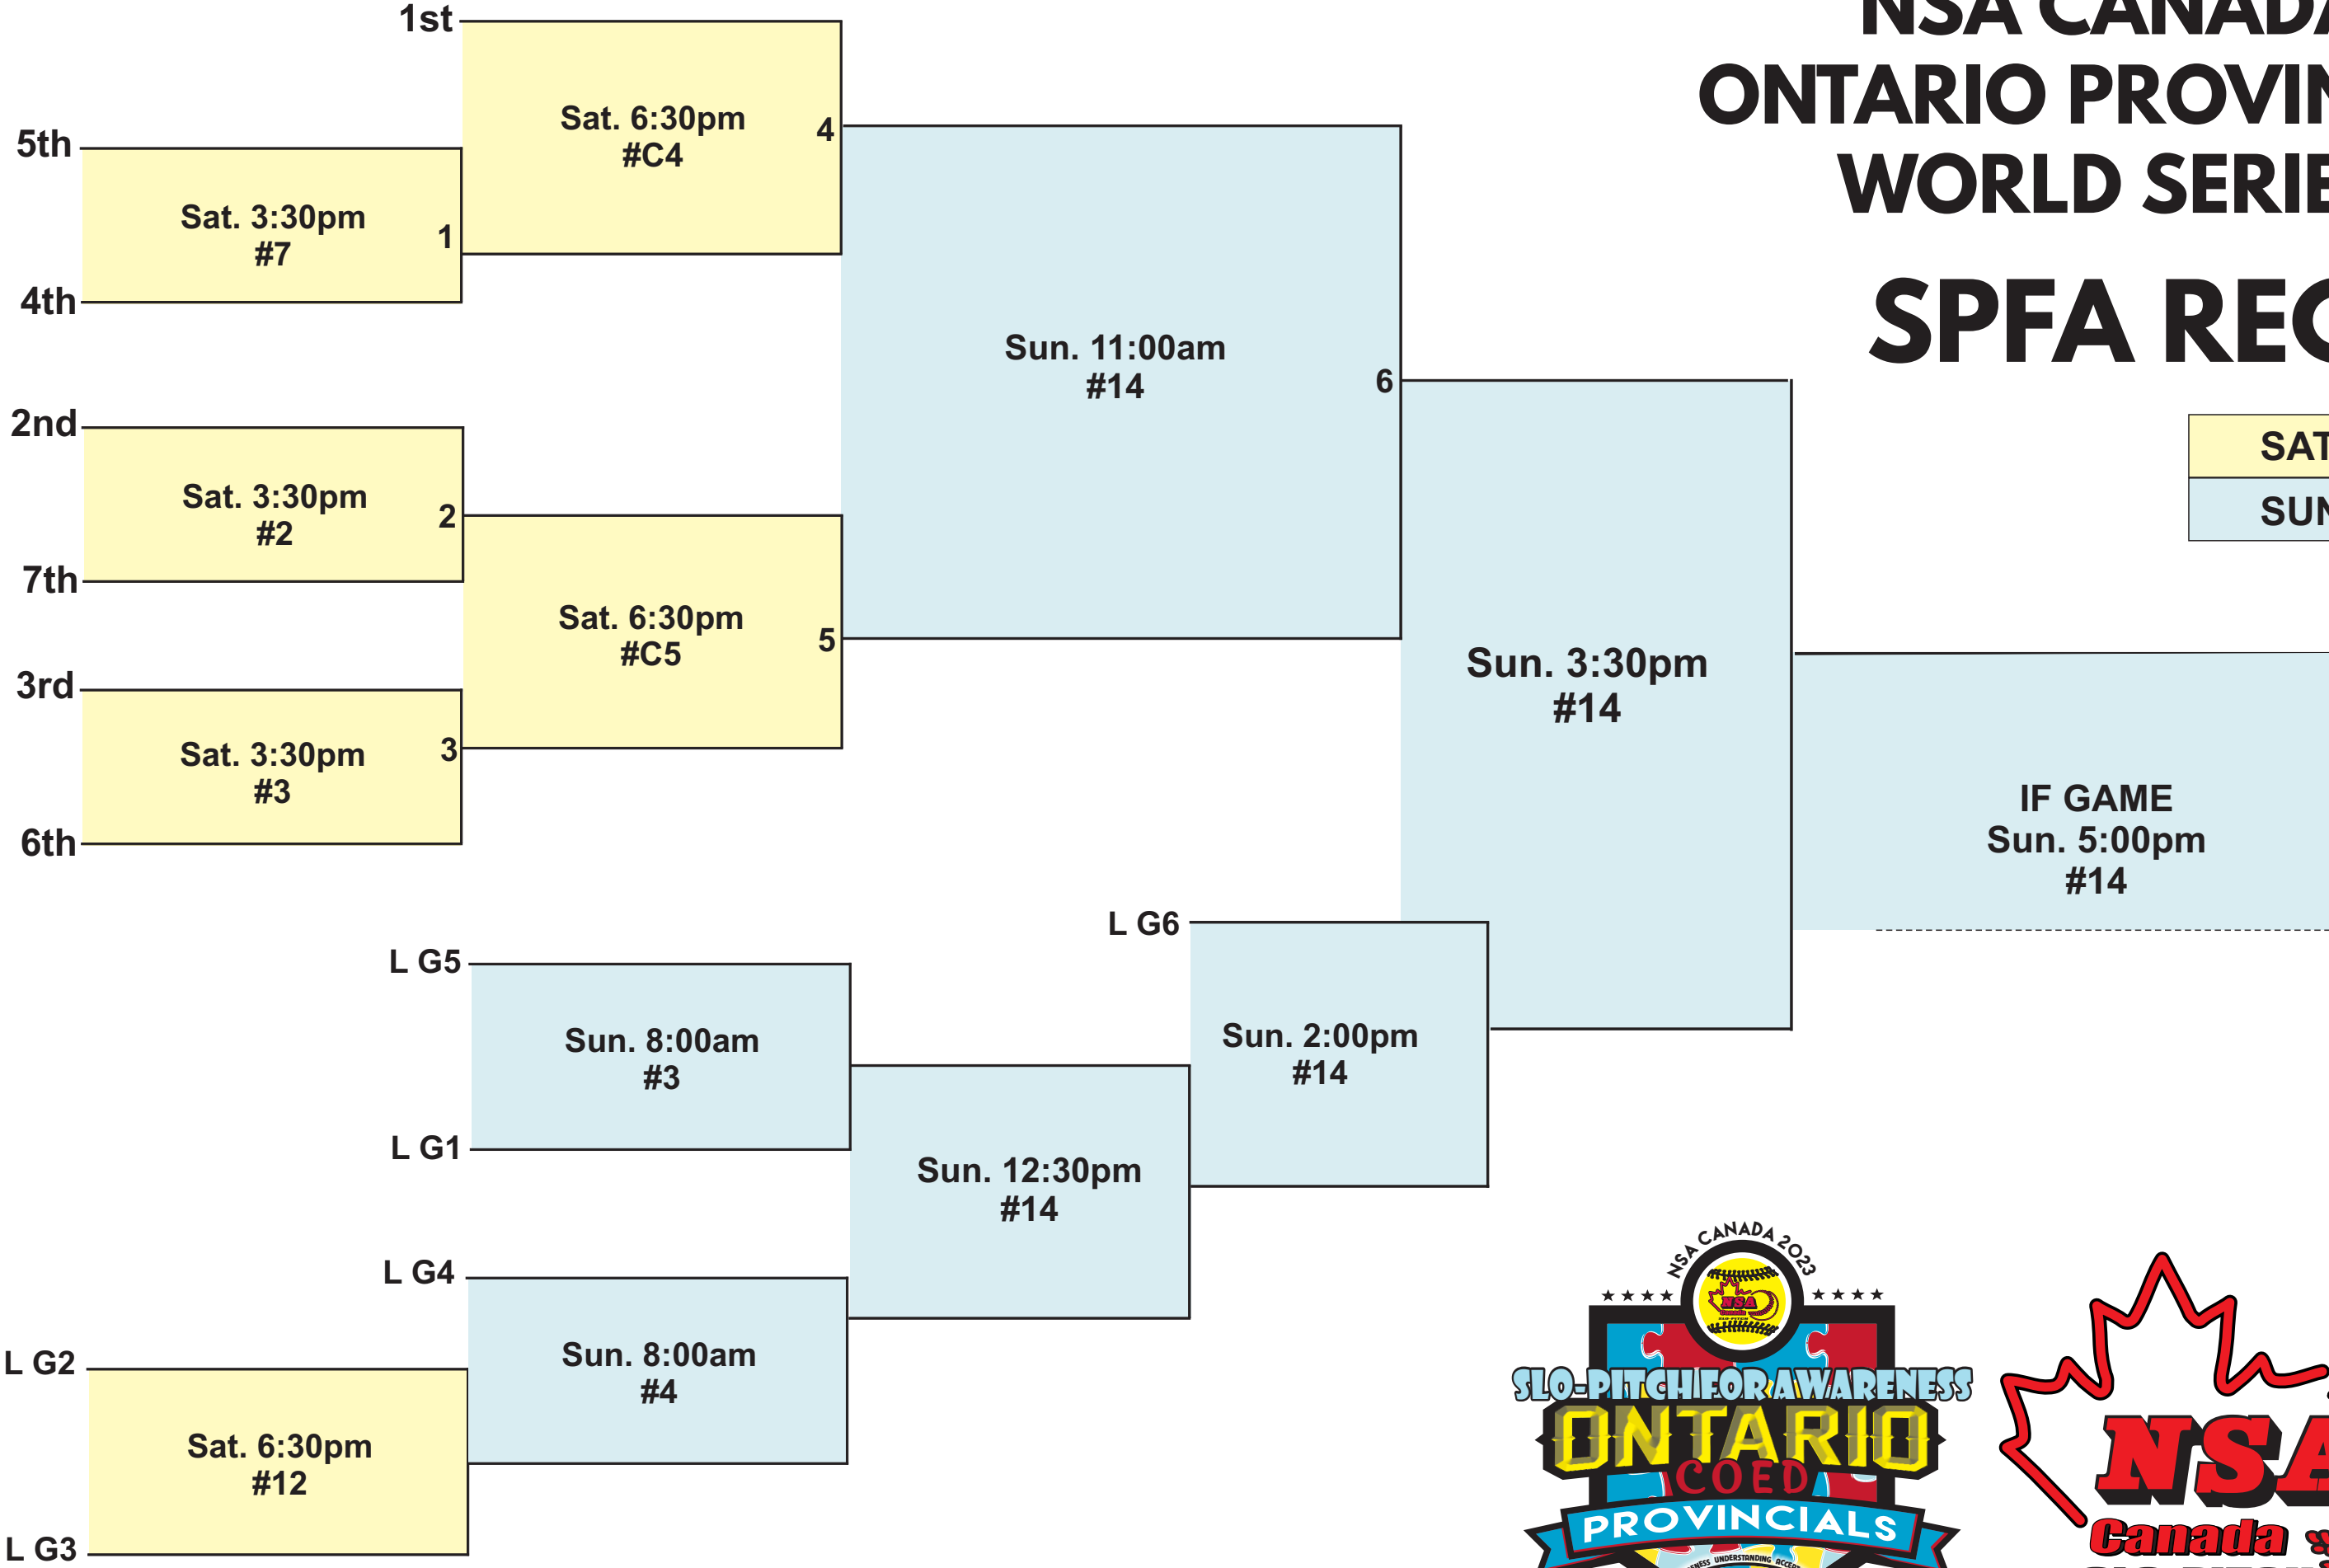 NSA CANADA
ONTARIO PROVIN
WORLD SERIE
SPFA REC
SAT
SUN
1st
Sat. 6:30pm
#C4
4
5th
Sat. 3:30pm
#7
1
4th
Sun. 11:00am
#14
6
2nd
Sat. 3:30pm
#2
2
7th
Sat. 6:30pm
#C5
5
3rd
Sat. 3:30pm
#3
3
6th
Sun. 3:30pm
#14
IF GAME
Sun. 5:00pm
#14
L G6
Sun. 2:00pm
#14
L G5
Sun. 8:00am
#3
L G1
Sun. 12:30pm
#14
L G4
Sun. 8:00am
#4
L G2
Sat. 6:30pm
#12
L G3
NSA CANADA 2023
NSA
SLO-PITCH FOR AWARENESS
ONTARIO
COED
PROVINCIALS
UNDERSTANDING
NSA
Canada